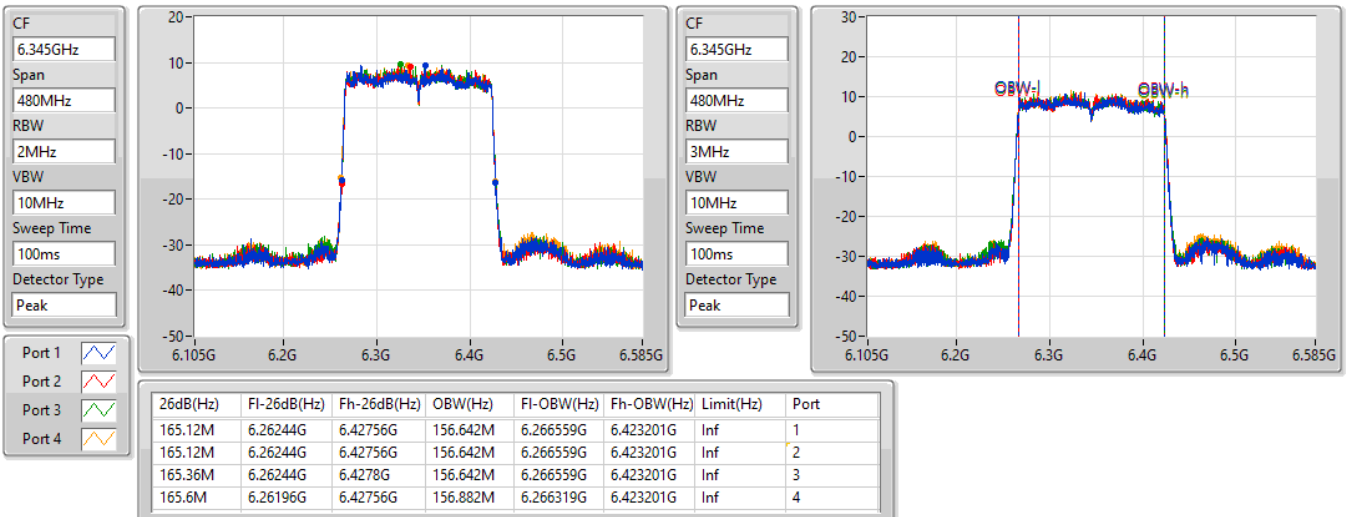 CF
6.345GHz
Span
480MHz
RBW
2MHz
VBW
10MHz
Sweep Time
100ms
Detector Type
Peak
20
10
0
-10
-20
-30
-40
-50
6.105G 6.2G 6.3G 6.4G 6.5G 6.585G
CF
6.345GHz
Span
480MHz
RBW
3MHz
VBW
10MHz
Sweep Time
100ms
Detector Type
Peak
30
20
10
0
-10
-20
-30
-40
-50
OBW-l OBW-h
6.105G 6.2G 6.3G 6.4G 6.5G 6.585G
Port 1
Port 2
Port 3
Port 4
26dB(Hz) Fl-26dB(Hz) Fh-26dB(Hz) OBW(Hz) Fl-OBW(Hz) Fh-OBW(Hz) Limit(Hz) Port
165.12M 6.26244G 6.42756G 156.642M 6.266559G 6.423201G Inf 1
165.12M 6.26244G 6.42756G 156.642M 6.266559G 6.423201G Inf 2
165.36M 6.26244G 6.4278G 156.642M 6.266559G 6.423201G Inf 3
165.6M 6.26196G 6.42756G 156.882M 6.266319G 6.423201G Inf 4